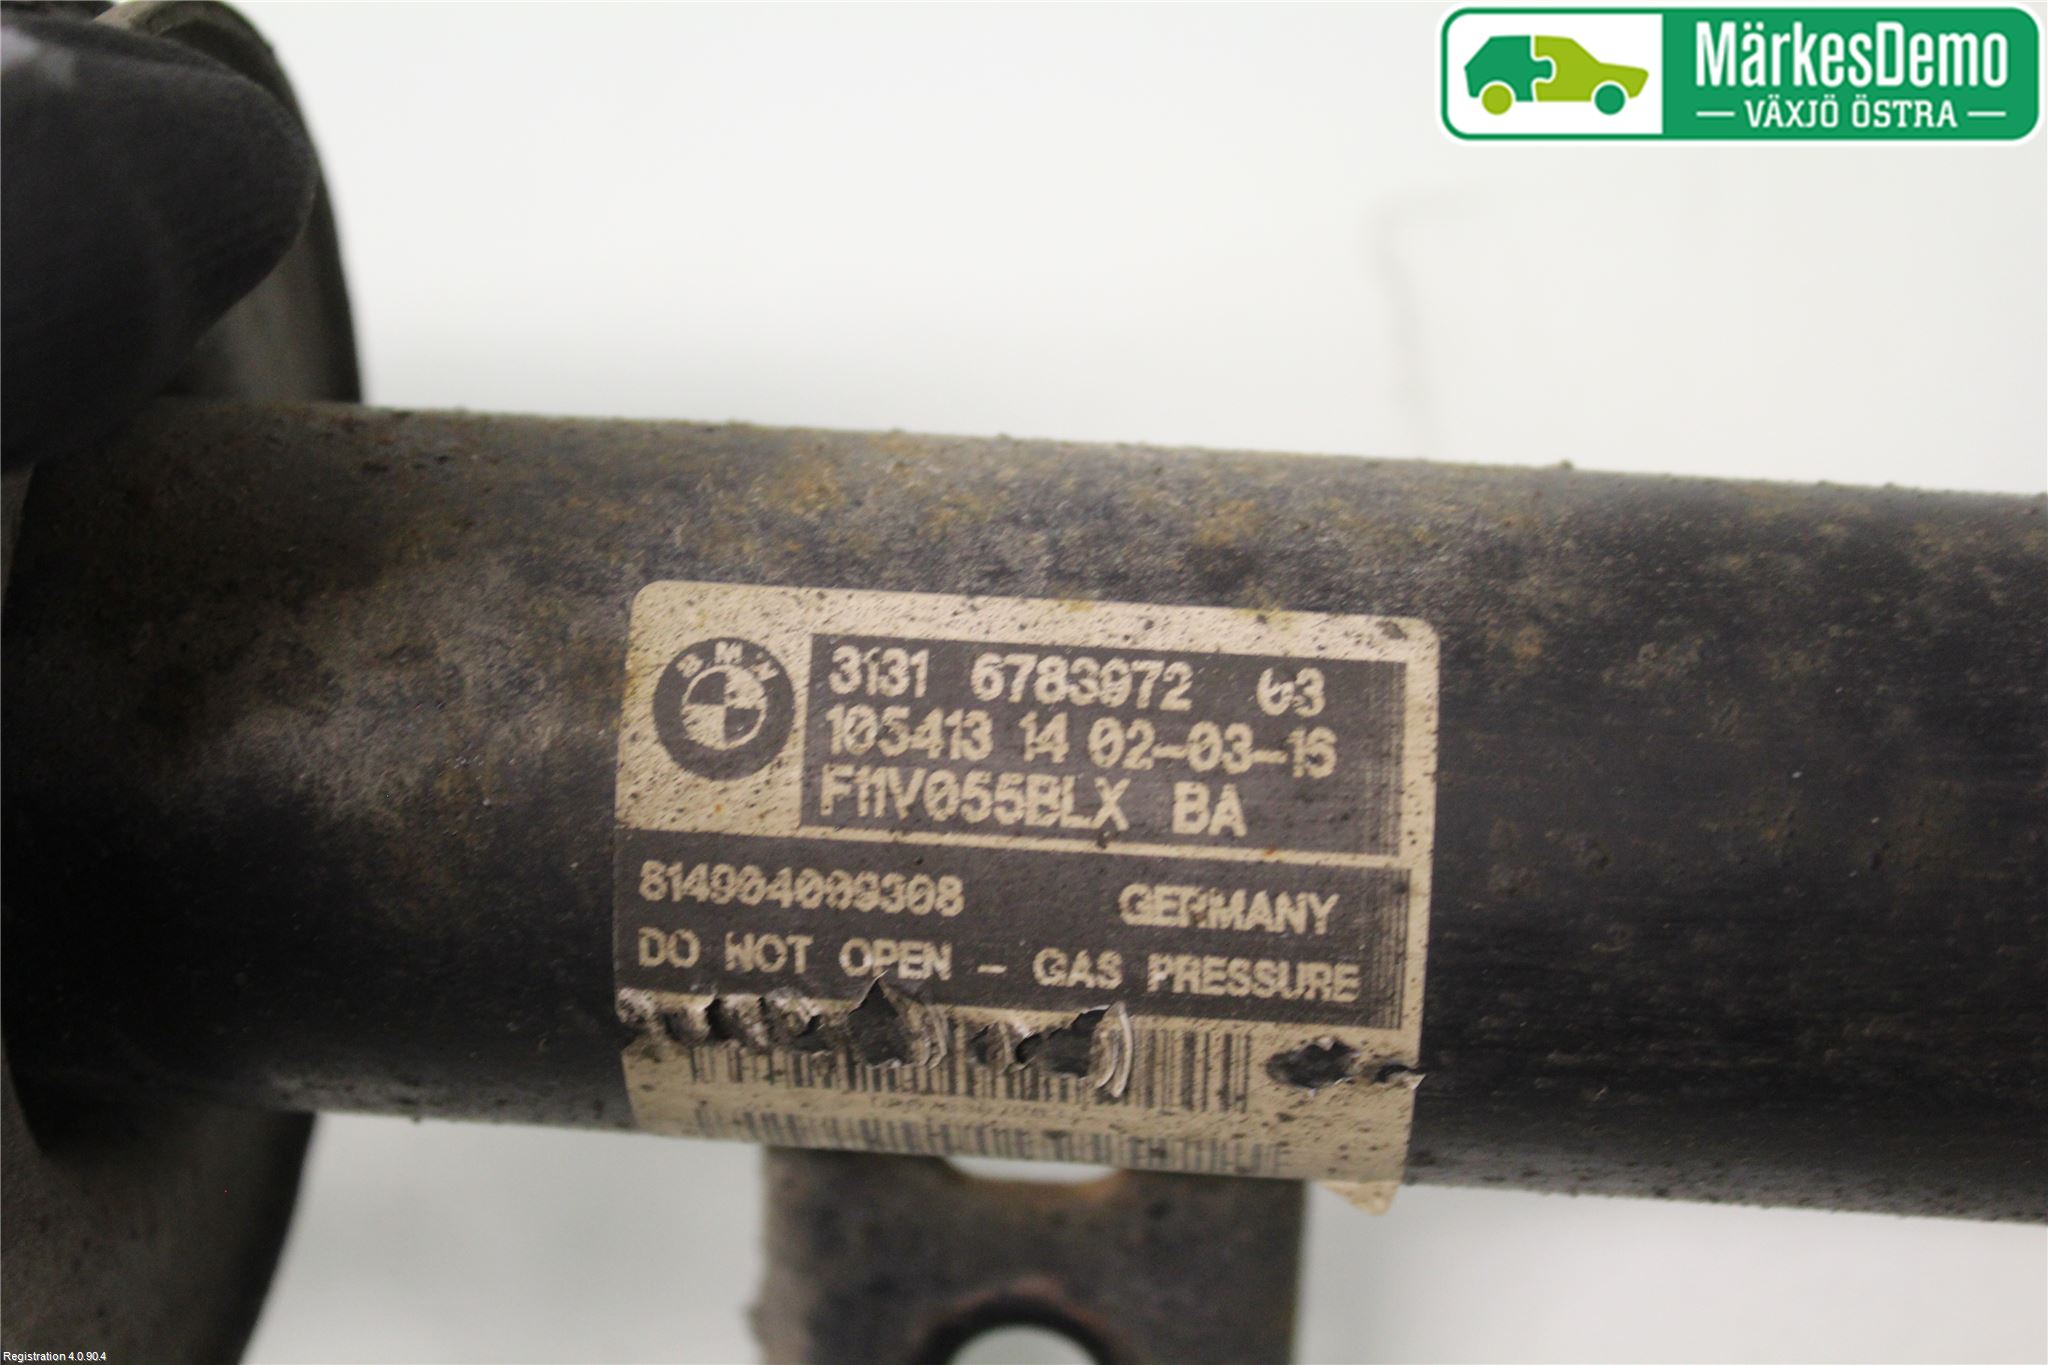 MärkesDemo
VÄXJÖ ÖSTRA
BMW
3131 6783972 03
105413 14 02-03-16
F11V055BLX BA
814904009308
GERMANY
DO NOT OPEN - GAS PRESSURE
Registration 4.0.90.4